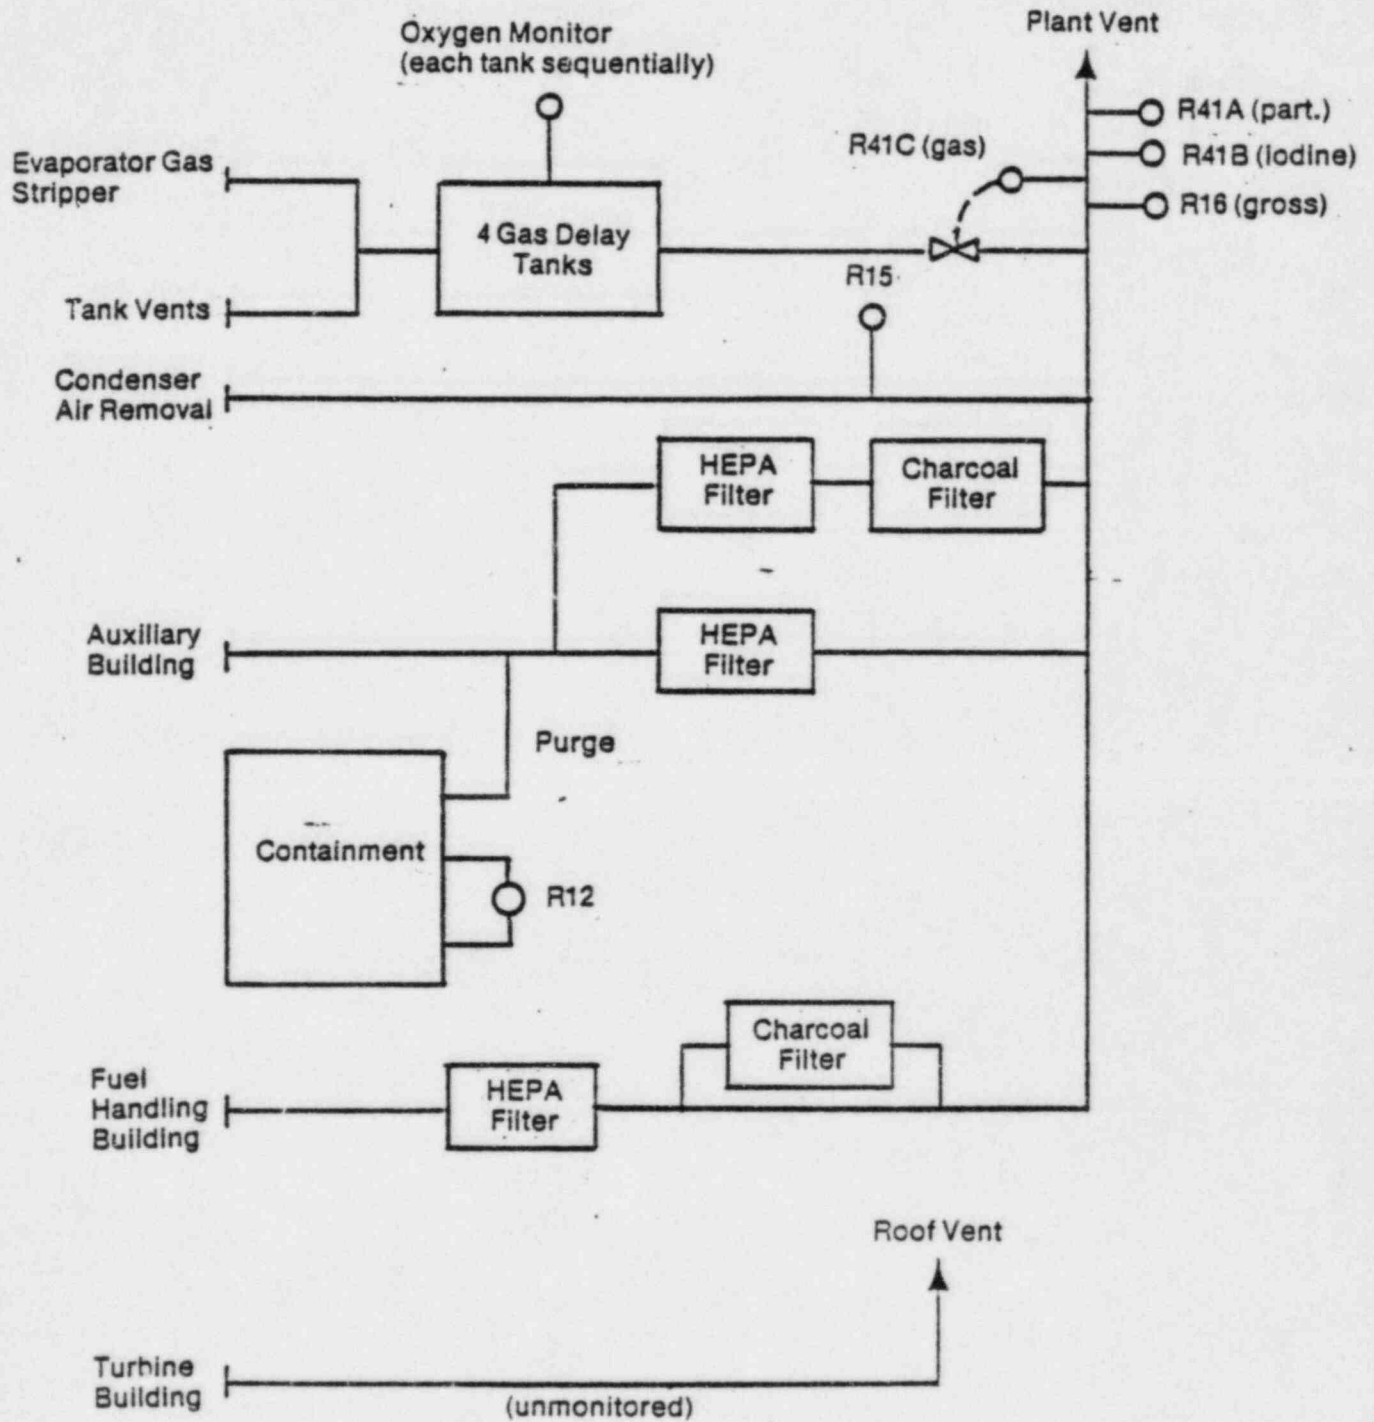 Oxygen Monitor
(each tank sequentially)
Plant Vent
R41A (part.)
R41B (iodine)
R41C (gas)
R16 (gross)
Evaporator Gas
Stripper
4 Gas Delay
Tanks
R15
Tank Vents
Condenser
Air Removal
HEPA
Filter
Charcoal
Filter
Auxiliary
Building
HEPA
Filter
Purge
Containment
R12
Charcoal
Filter
Fuel
Handling
Building
HEPA
Filter
Roof Vent
Turbine
Building
(unmonitored)